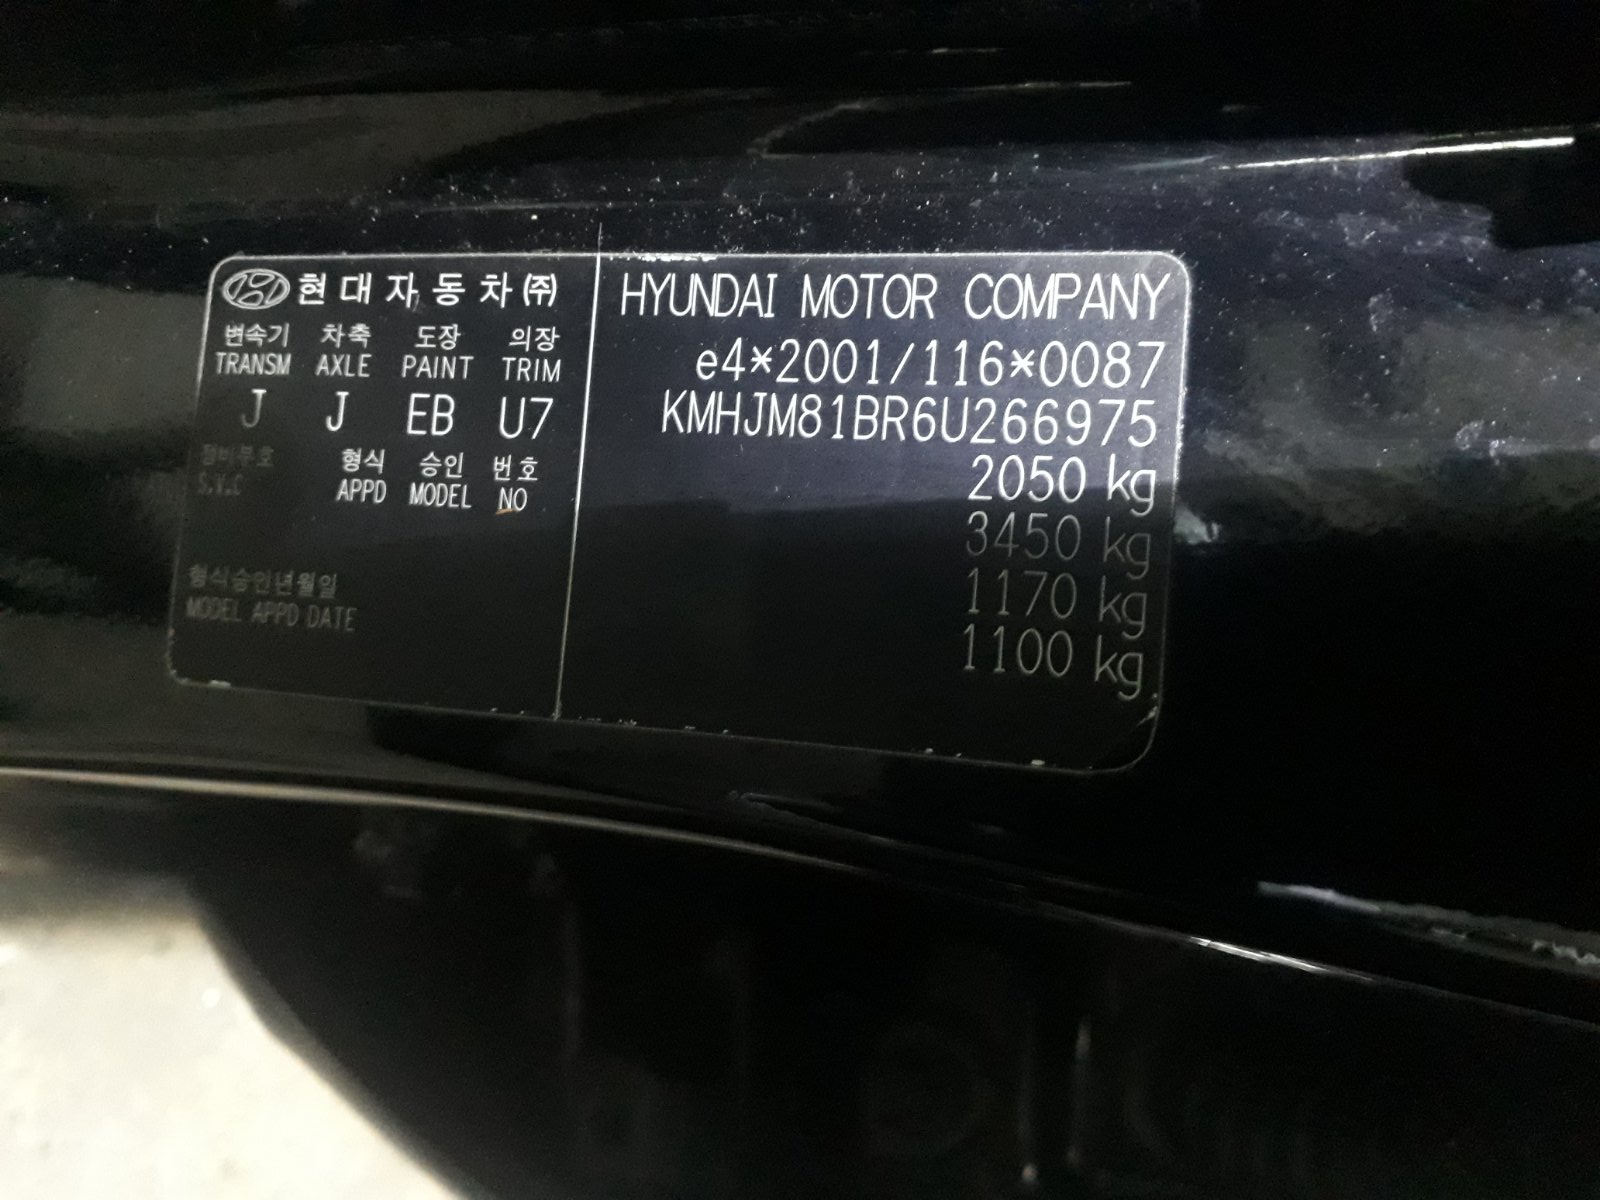 현대자동차(주)
변속기 차축 도장 의장
TRANSM AXLE PAINT TRIM
J J EB U7
형식 승인 번호
S.V.C APPD MODEL NO
형식승인년월일
MODEL APPD DATE
HYUNDAI MOTOR COMPANY
e4*2001/116*0087
KMHJM81BR6U266975
2050 kg
3450 kg
1170 kg
1100 kg